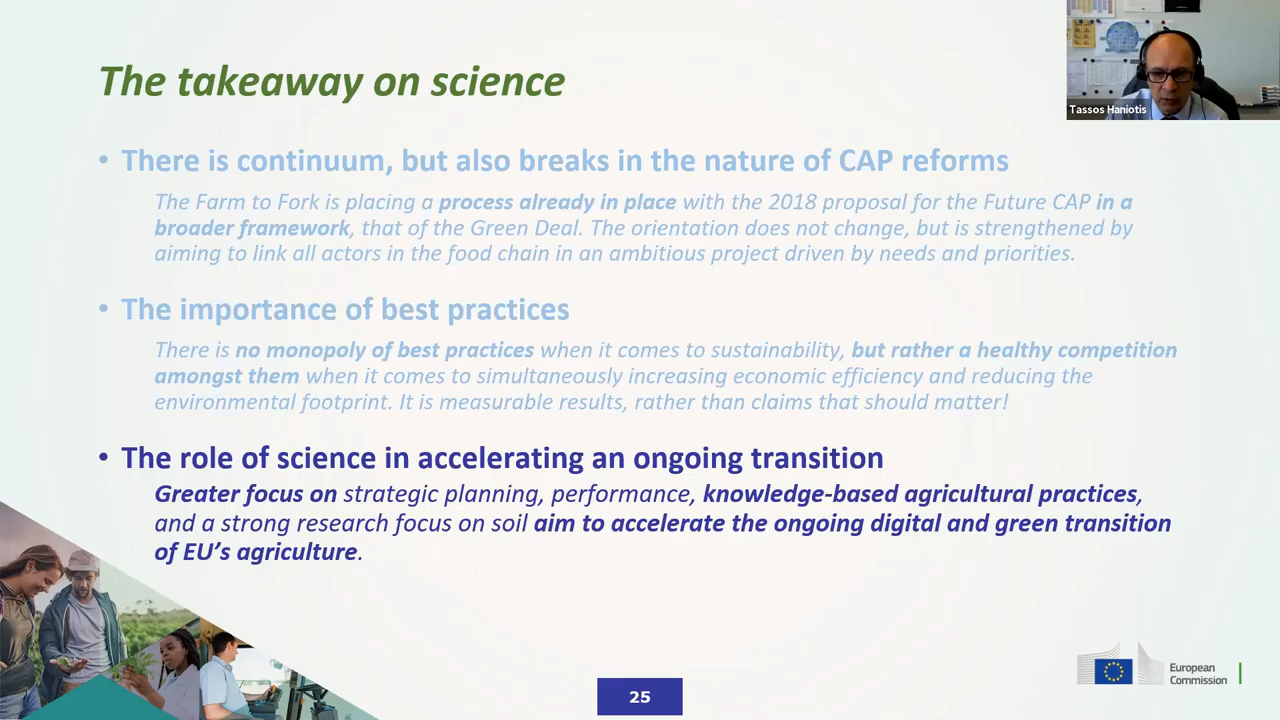 The takeaway on science
Tassos Haniotis
• There is continuum, but also breaks in the nature of CAP reforms
The Farm to Fork is placing a process already in place with the 2018 proposal for the Future CAP in a
broader framework, that of the Green Deal. The orientation does not change, but is strengthened by
aiming to link all actors in the food chain in an ambitious project driven by needs and priorities.
• The importance of best practices
There is no monopoly of best practices when it comes to sustainability, but rather a healthy competition
amongst them when it comes to simultaneously increasing economic efficiency and reducing the
environmental footprint. It is measurable results, rather than claims that should matter!
• The role of science in accelerating an ongoing transition
Greater focus on strategic planning, performance, knowledge-based agricultural practices,
and a strong research focus on soil aim to accelerate the ongoing digital and green transition
of EU’s agriculture.
European
Commission
25